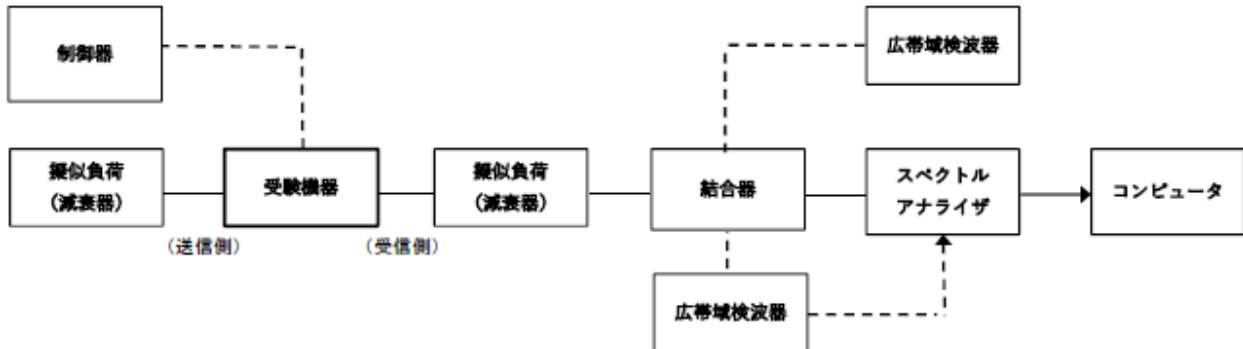 制御器
広帯域検波器
擬似負荷
(減衰器)
受験機器
擬似負荷
(減衰器)
結合器
スペクトル
アナライザ
コンピュータ
(送信側)
(受信側)
広帯域検波器